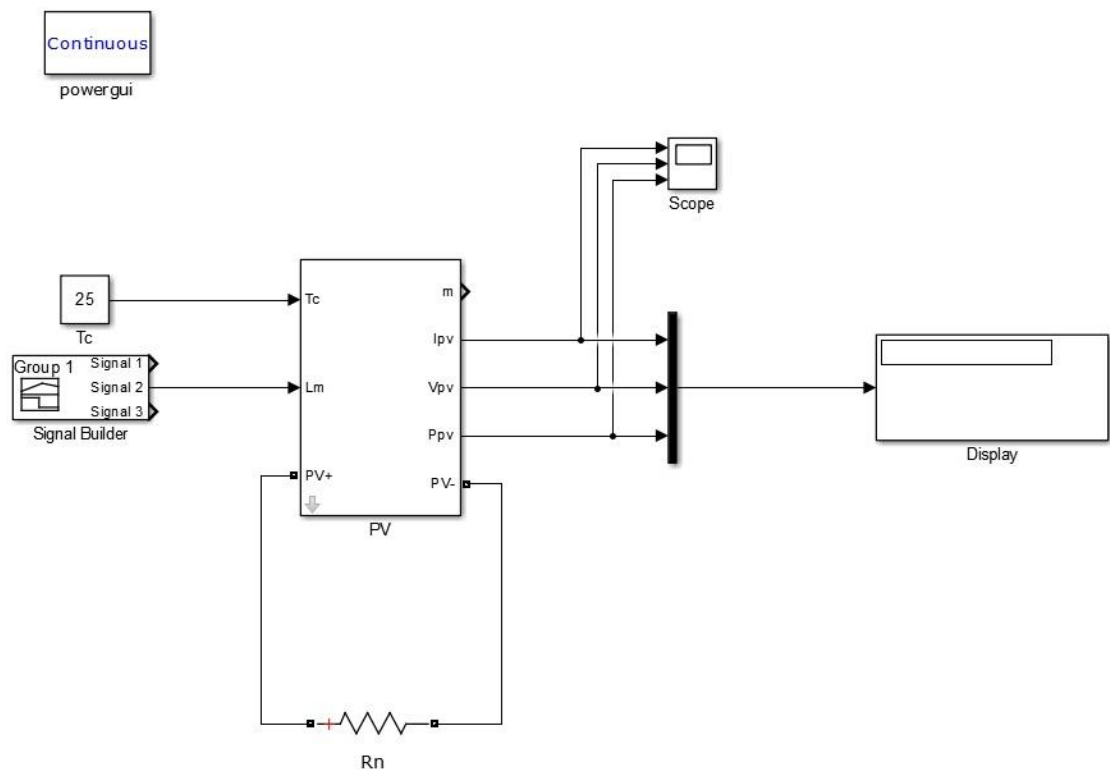 Continuous
powergui
Scope
25
Tc
Tc
m
Ipv
Group 1
Signal 1
Signal 2
Signal 3
Signal Builder
Lm
Vpv
Ppv
Display
PV+
PV-
PV
Rn